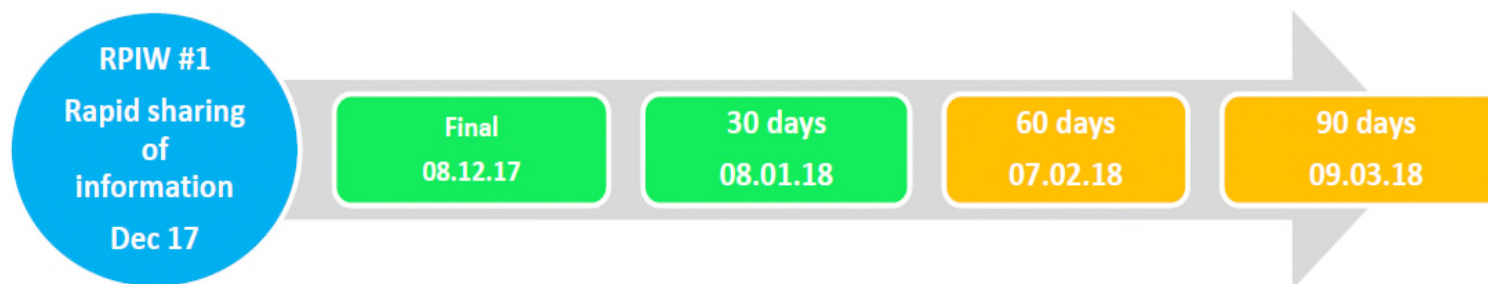 RPIW #1
Rapid sharing
of
information
Dec 17
Final
08.12.17
30 days
08.01.18
60 days
07.02.18
90 days
09.03.18